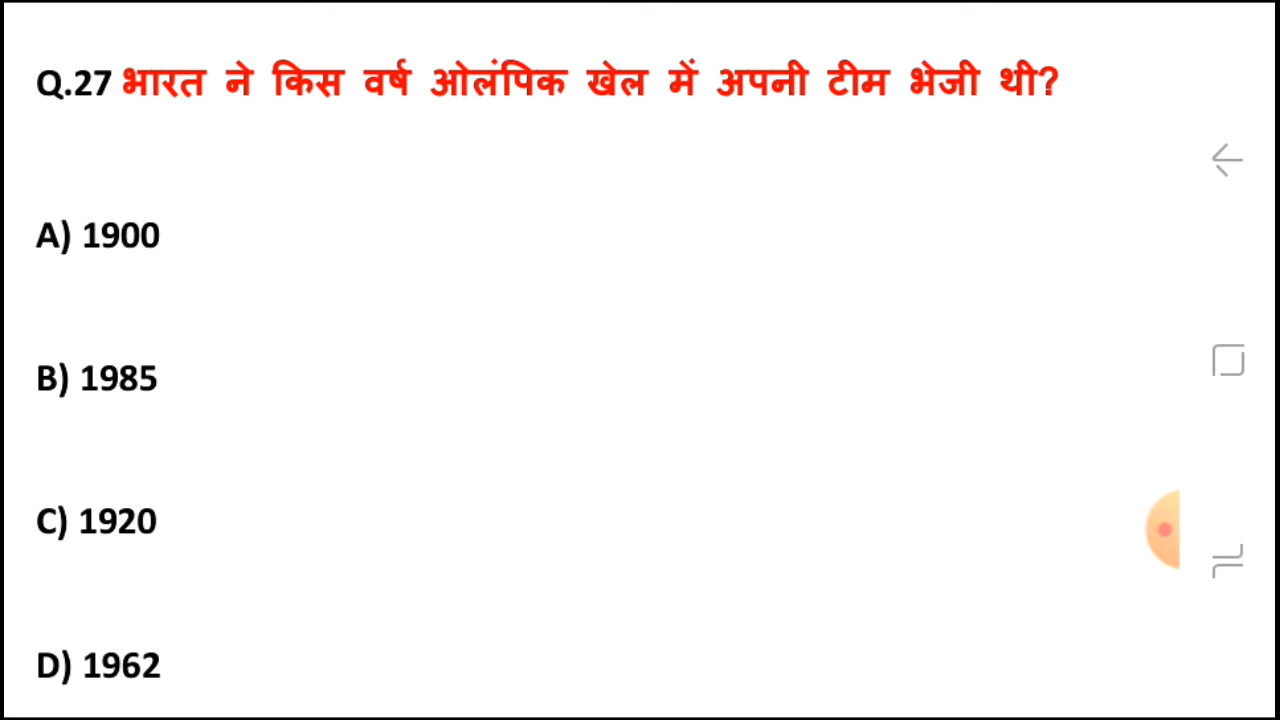 Q.27 भारत ने किस वर्ष ओलंपिक खेल में अपनी टीम भेजी थी?
A) 1900
B) 1985
C) 1920
D) 1962